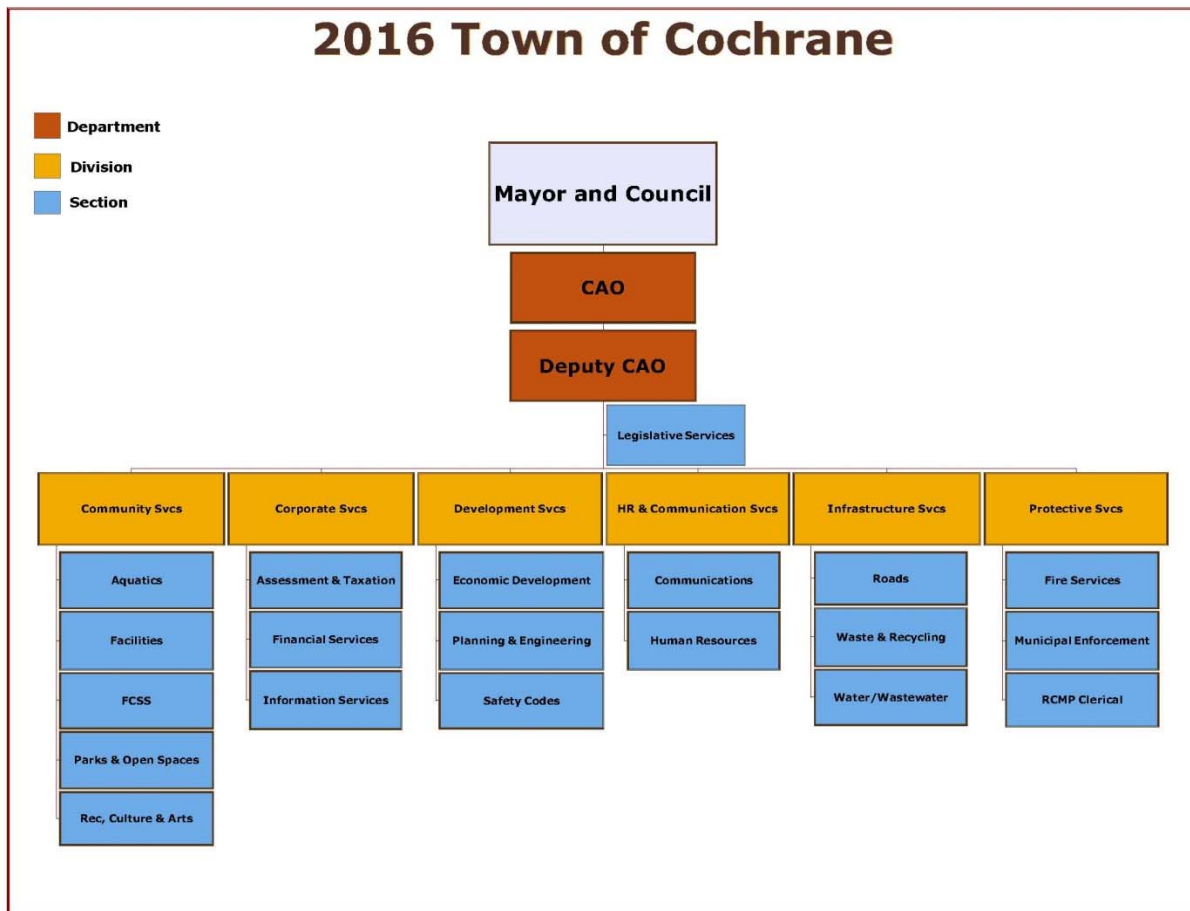 2016 Town of Cochrane
Department
Division
Section
Mayor and Council
CAO
Deputy CAO
Legislative Services
Community Svcs
Corporate Svcs
Development Svcs
HR & Communication Svcs
Infrastructure Svcs
Protective Svcs
Aquatics
Assessment & Taxation
Economic Development
Communications
Roads
Fire Services
Facilities
Financial Services
Planning & Engineering
Human Resources
Waste & Recycling
Municipal Enforcement
FCSS
Information Services
Safety Codes
Water/Wastewater
RCMP Clerical
Parks & Open Spaces
Rec, Culture & Arts